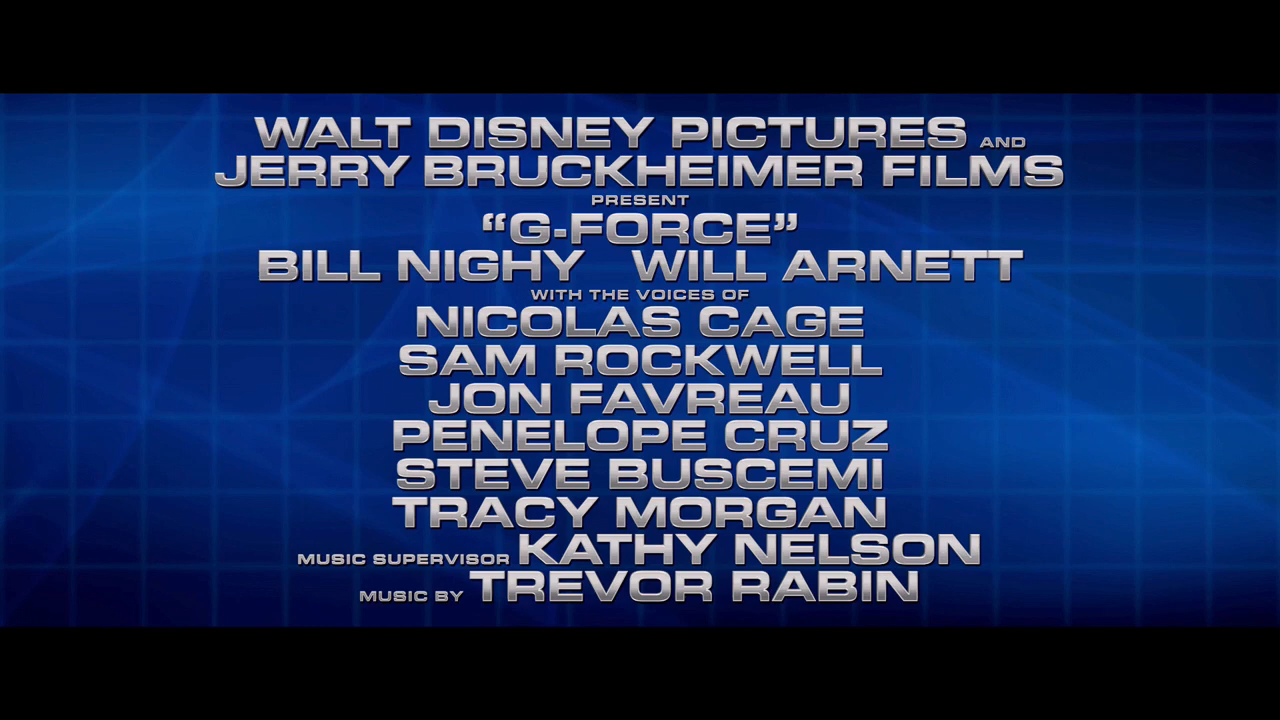 WALT DISNEY PICTURES AND
JERRY BRUCKHEIMER FILMS
PRESENT
“G-FORCE”
BILL NIGHY WILL ARNETT
WITH THE VOICES OF
NICOLAS CAGE
SAM ROCKWELL
JON FAVREAU
PENELOPE CRUZ
STEVE BUSCEMI
TRACY MORGAN
MUSIC SUPERVISOR KATHY NELSON
MUSIC BY TREVOR RABIN